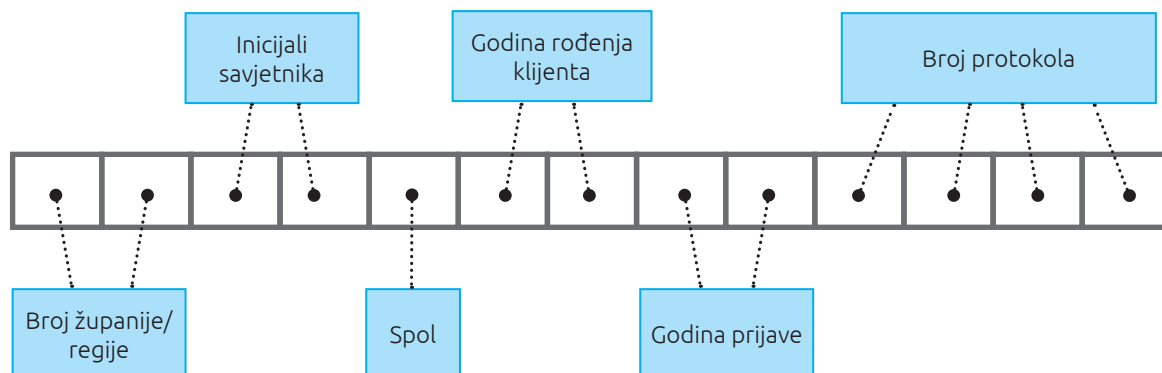 Inicijali
savjetnika
Godina rođenja
klijenta
Broj protokola
Broj županije/
regije
Spol
Godina prijave